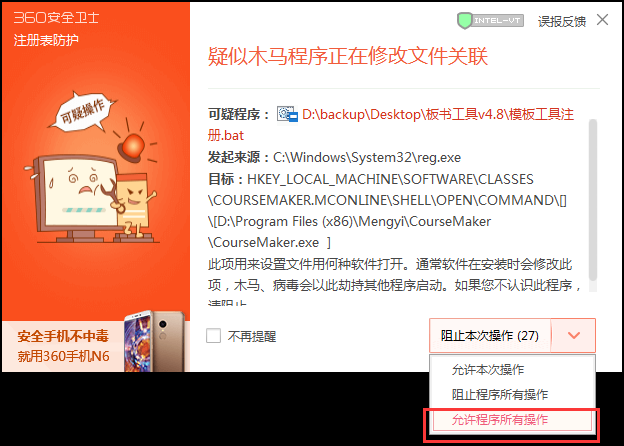 360安全卫士
注册表防护
INTEL-VT
误报反馈
疑似木马程序正在修改文件关联
可疑操作
可疑程序： D:\backup\Desktop\板书工具v4.8\模板工具注
册.bat
发起来源：C:\Windows\System32\reg.exe
目标：HKEY_LOCAL_MACHINE\SOFTWARE\CLASSES
\COURSEMAKER.MCONLINE\SHELL\OPEN\COMMAND\[]
\[D:\Program Files (x86)\Mengyi\CourseMaker
\CourseMaker.exe ]
此项用来设置文件用何种软件打开。通常软件在安装时会修改此
项，木马、病毒会以此劫持其他程序启动。如果您不认识此程序，
请阻止
安全手机不中毒
就用360手机N6
不再提醒
阻止本次操作 (27)
允许本次操作
阻止程序所有操作
允许程序所有操作